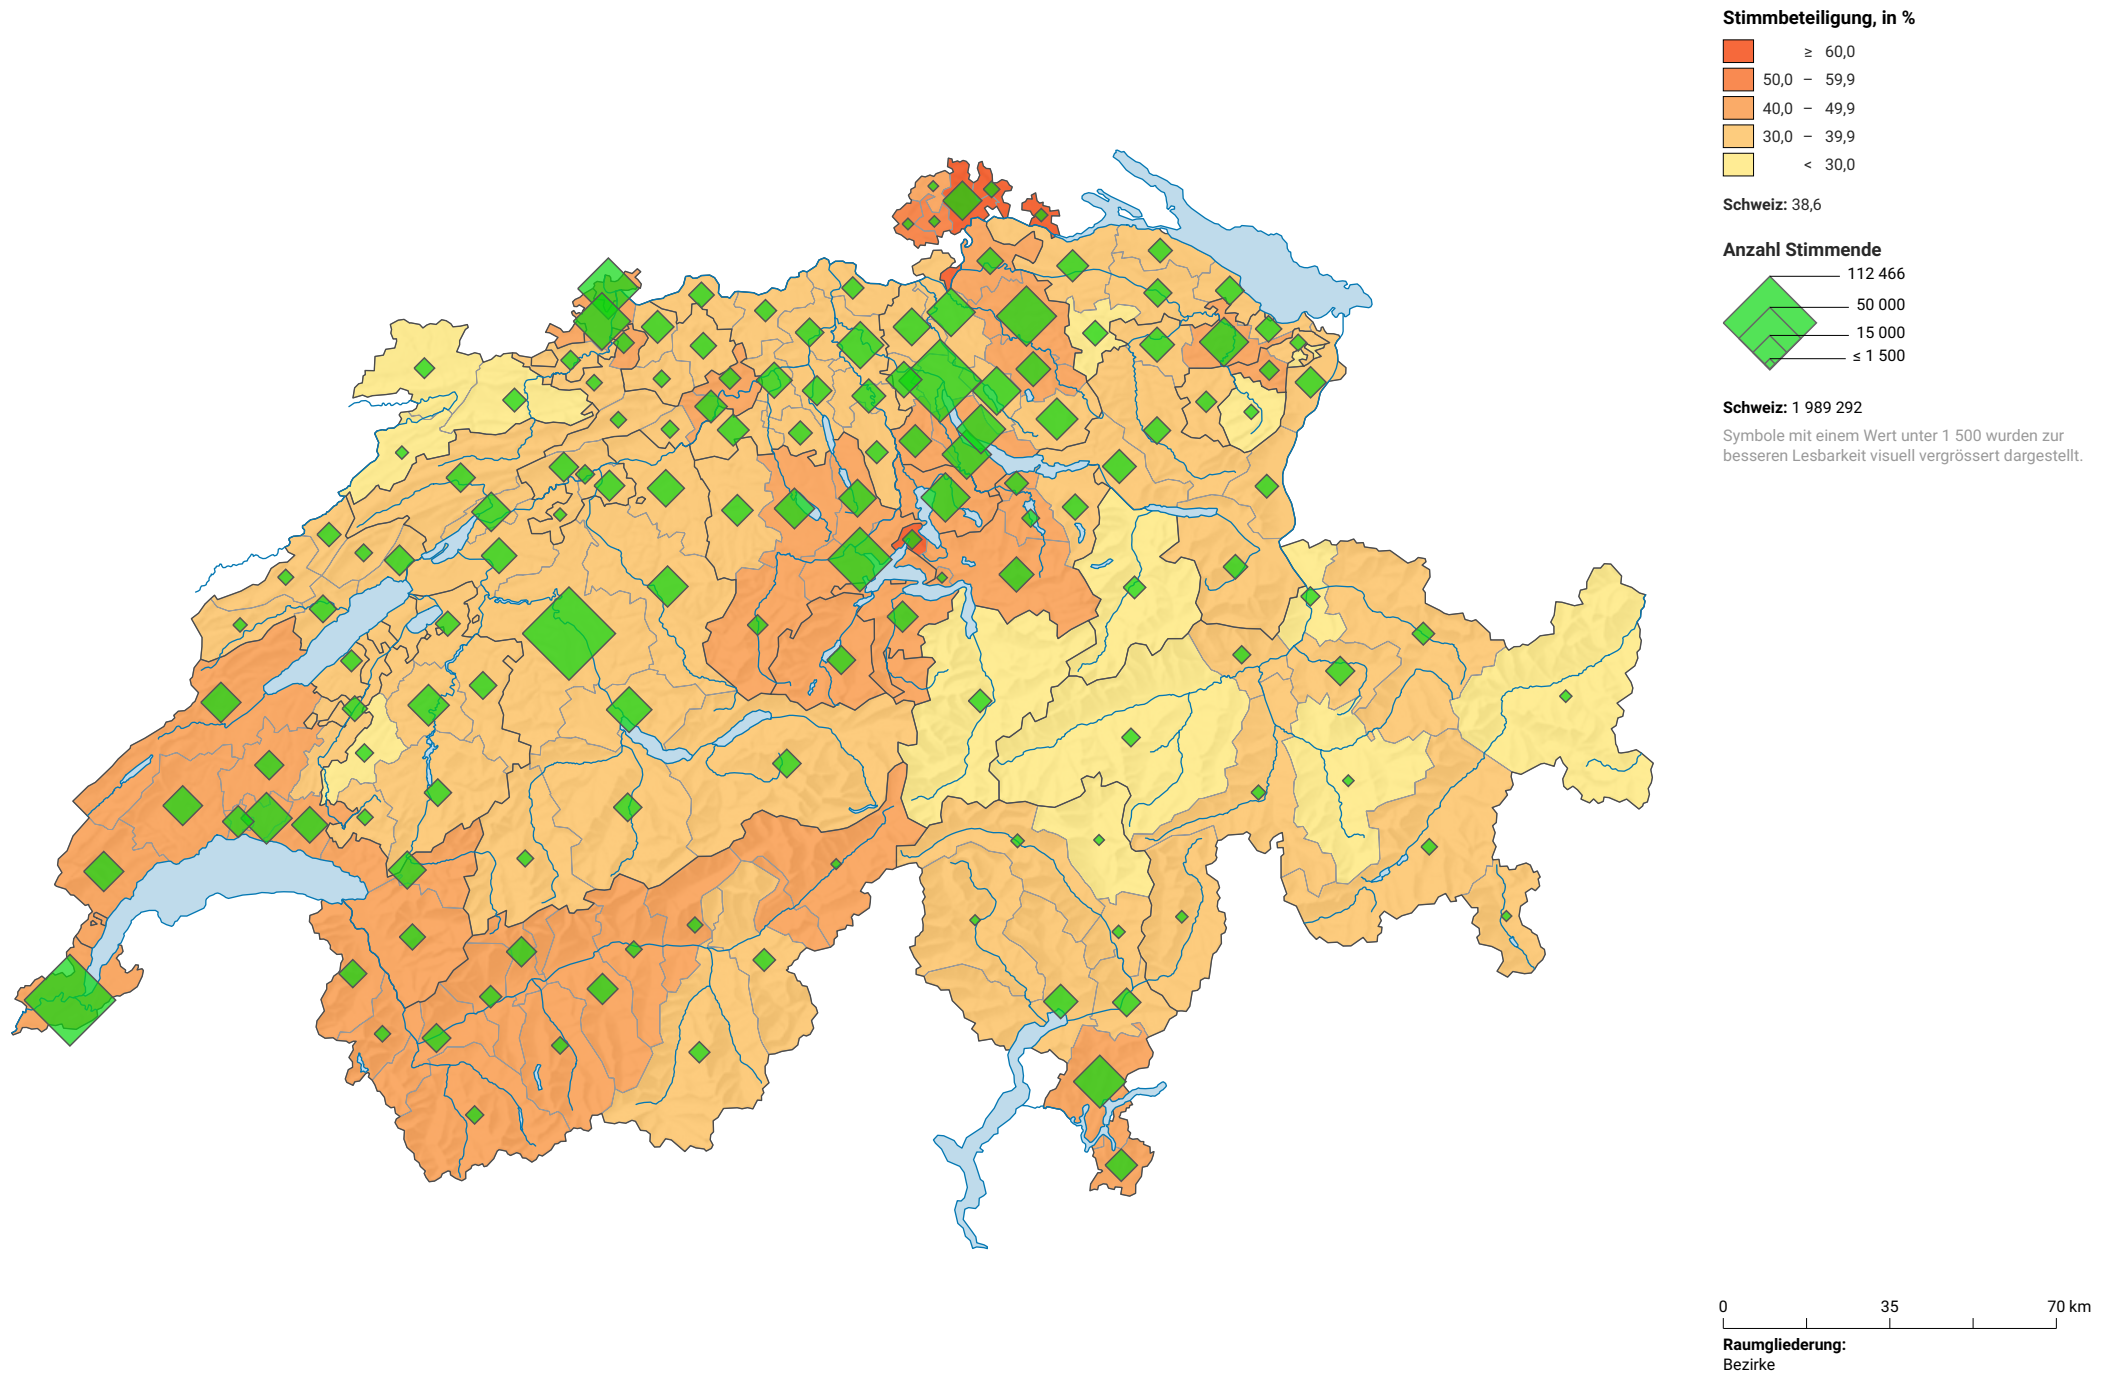 Stimmbeteiligung, in %
≥ 60,0
50,0 – 59,9
40,0 – 49,9
30,0 – 39,9
< 30,0
Schweiz: 38,6
Anzahl Stimmende
112 466
50 000
15 000
≤ 1 500
Schweiz: 1 989 292
Symbole mit einem Wert unter 1 500 wurden zur
besseren Lesbarkeit visuell vergrössert dargestellt.
0 35 70 km
Raumgliederung:
Bezirke